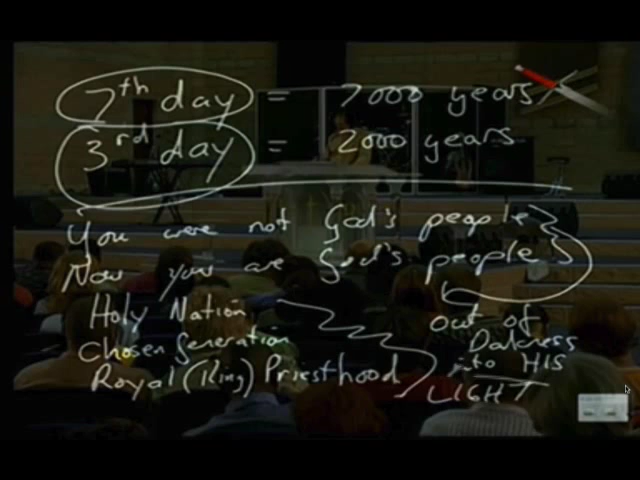 7th day = 7000 years
3rd day = 2000 years
You were not God's people
Now you are God's people
Holy Nation
Chosen Generation
Royal (King) Priesthood
out of
Darkness
into HIS
LIGHT